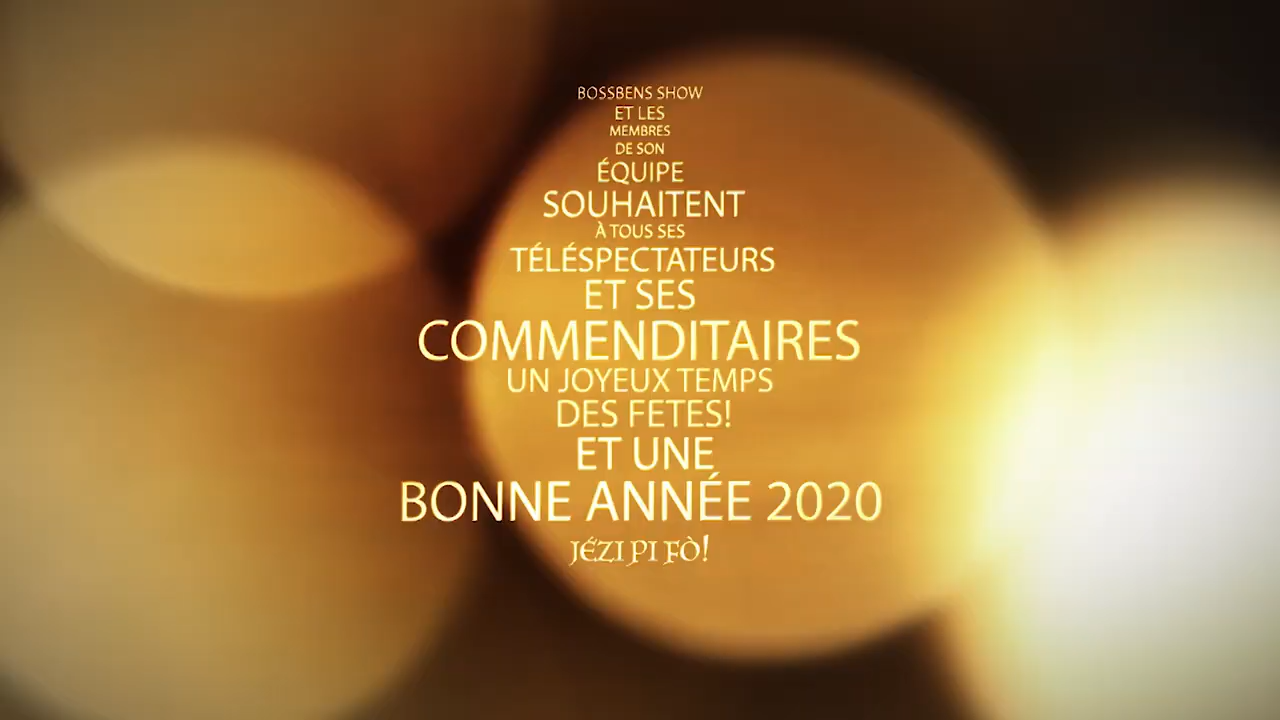 BOSSBENS SHOW
ET LES
MEMBRES
DE SON
ÉQUIPE
SOUHAITENT
À TOUS SES
TÉLÉSPECTATEURS
ET SES
COMMENDITAIRES
UN JOYEUX TEMPS
DES FETES!
ET UNE
BONNE ANNÉE 2020
JÉZI PI FÒ!